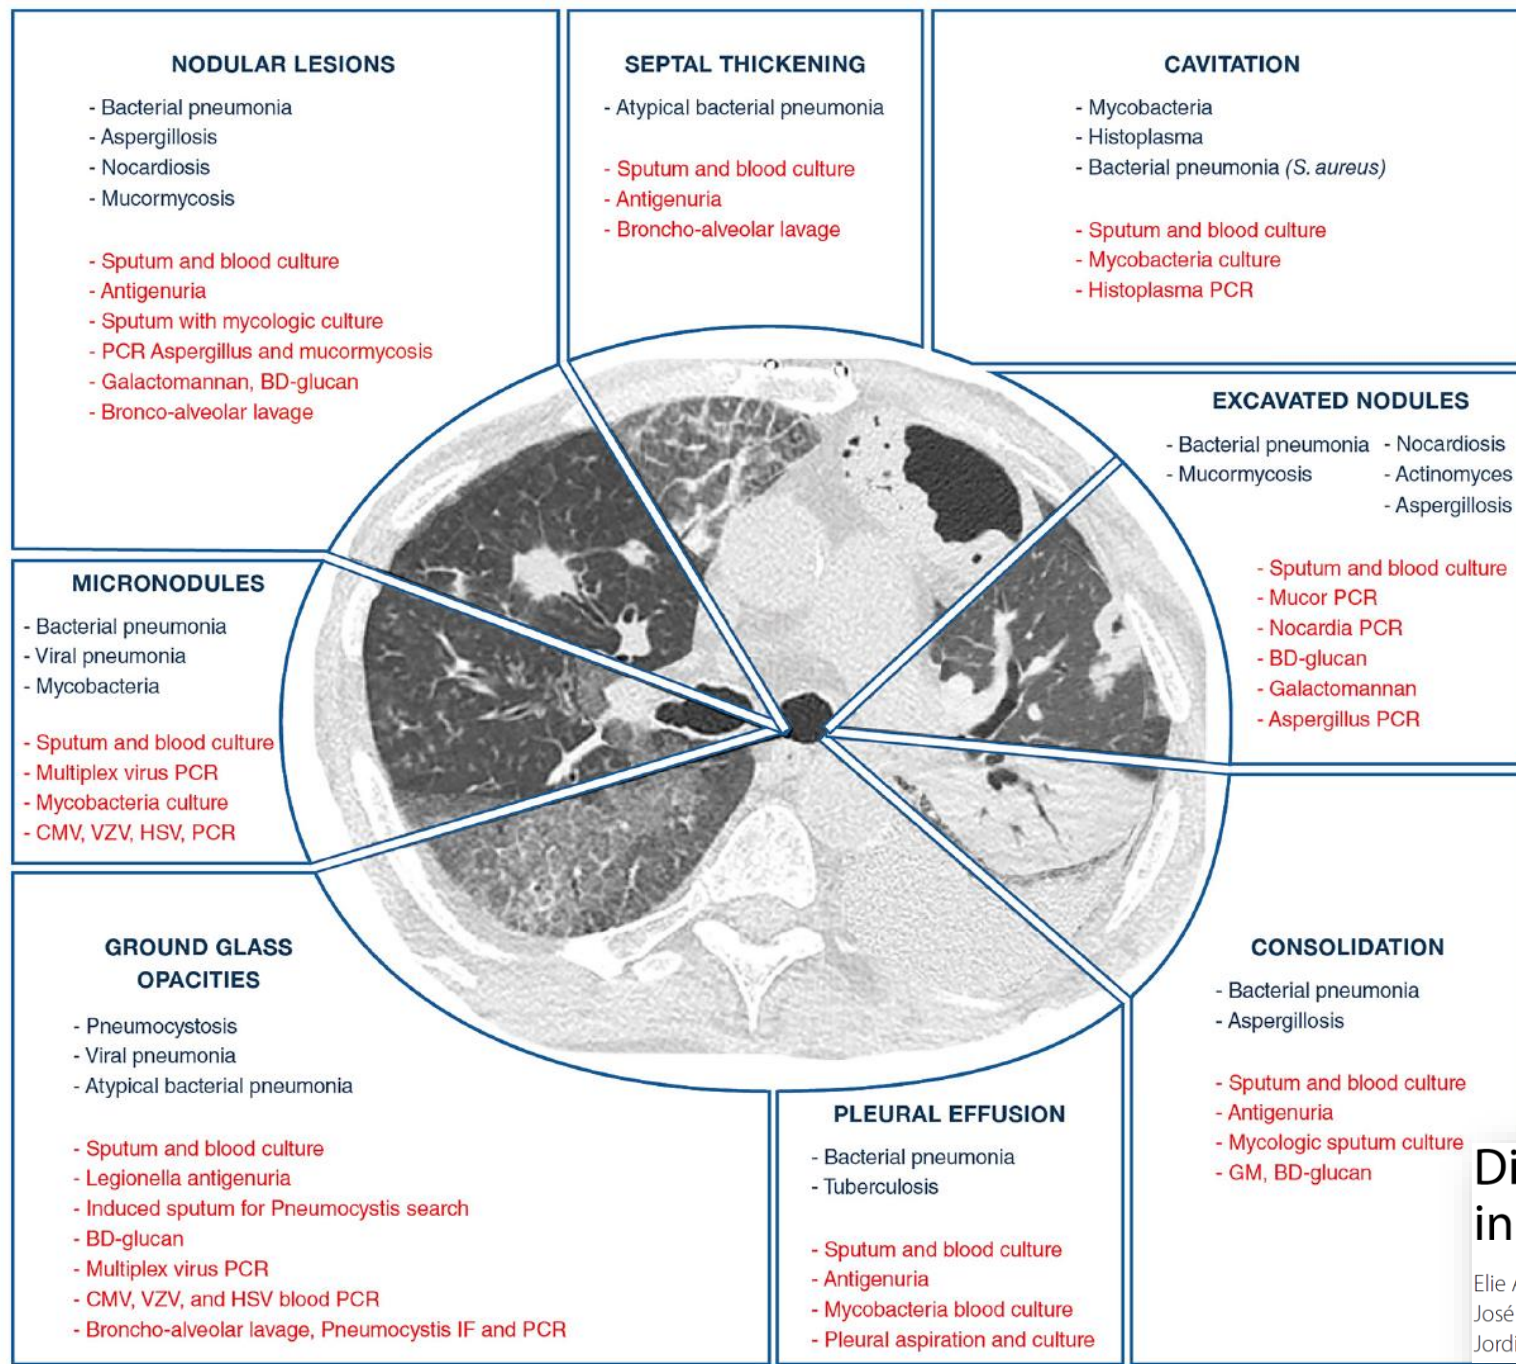 NODULAR LESIONS
- Bacterial pneumonia
- Aspergillosis
- Nocardiosis
- Mucormycosis
- Sputum and blood culture
- Antigenuria
- Sputum with mycologic culture
- PCR Aspergillus and mucormycosis
- Galactomannan, BD-glucan
- Bronco-alveolar lavage
SEPTAL THICKENING
- Atypical bacterial pneumonia
- Sputum and blood culture
- Antigenuria
- Broncho-alveolar lavage
CAVITATION
- Mycobacteria
- Histoplasma
- Bacterial pneumonia (S. aureus)
- Sputum and blood culture
- Mycobacteria culture
- Histoplasma PCR
EXCAVATED NODULES
- Bacterial pneumonia - Nocardiosis
- Mucormycosis - Actinomyces
- Aspergillosis
- Sputum and blood culture
- Mucor PCR
- Nocardia PCR
- BD-glucan
- Galactomannan
- Aspergillus PCR
MICRONODULES
- Bacterial pneumonia
- Viral pneumonia
- Mycobacteria
- Sputum and blood culture
- Multiplex virus PCR
- Mycobacteria culture
- CMV, VZV, HSV, PCR
GROUND GLASS
OPACITIES
- Pneumocystosis
- Viral pneumonia
- Atypical bacterial pneumonia
- Sputum and blood culture
- Legionella antigenuria
- Induced sputum for Pneumocystis search
- BD-glucan
- Multiplex virus PCR
- CMV, VZV, and HSV blood PCR
- Broncho-alveolar lavage, Pneumocystis IF and PCR
PLEURAL EFFUSION
- Bacterial pneumonia
- Tuberculosis
- Sputum and blood culture
- Antigenuria
- Mycobacteria blood culture
- Pleural aspiration and culture
CONSOLIDATION
- Bacterial pneumonia
- Aspergillosis
- Sputum and blood culture
- Antigenuria
- Mycologic sputum culture
- GM, BD-glucan
Di
in
Elie
José
Jordi